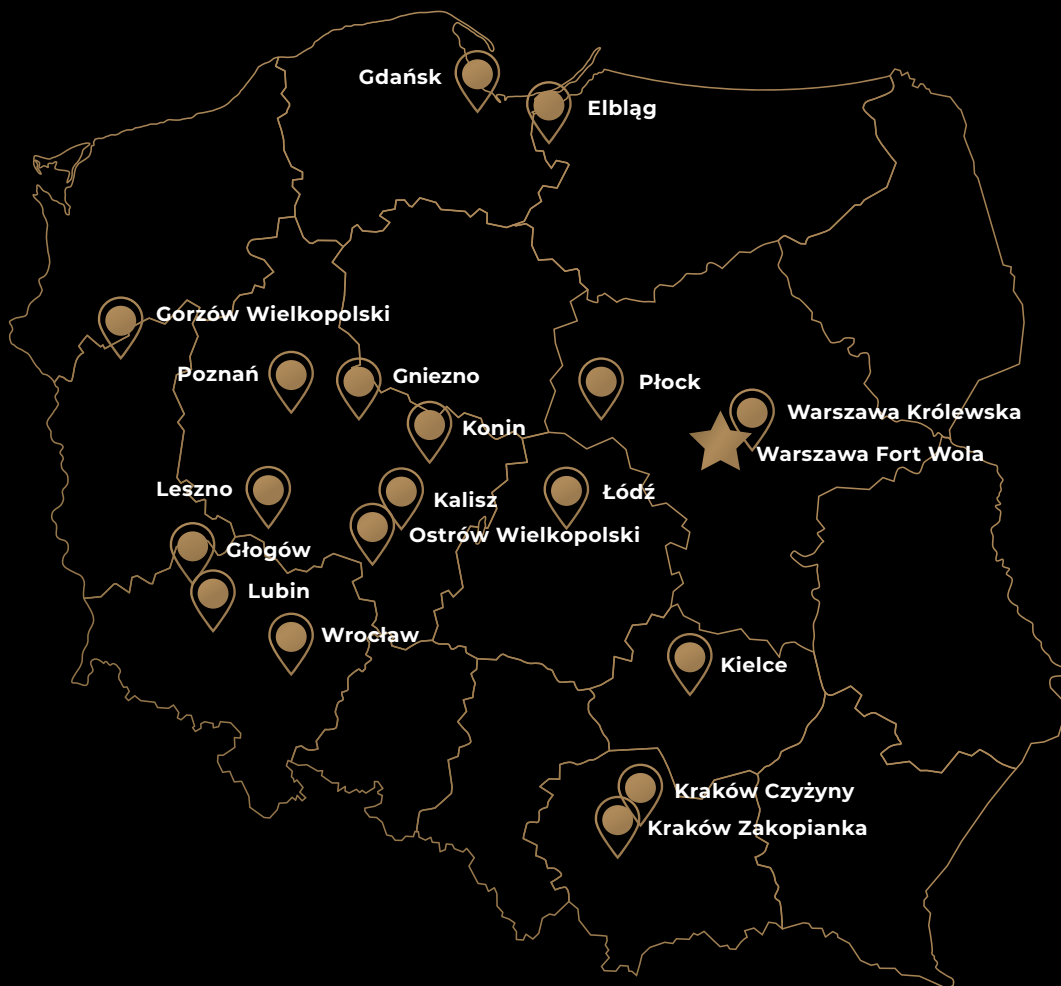 Gdańsk
Elbląg
Gorzów Wielkopolski
Poznań
Gniezno
Płock
Warszawa Królewska
Konin
Warszawa Fort Wola
Leszno
Kalisz
Łódź
Ostrów Wielkopolski
Głogów
Lubin
Wrocław
Kielce
Kraków Czyżyny
Kraków Zakopianka